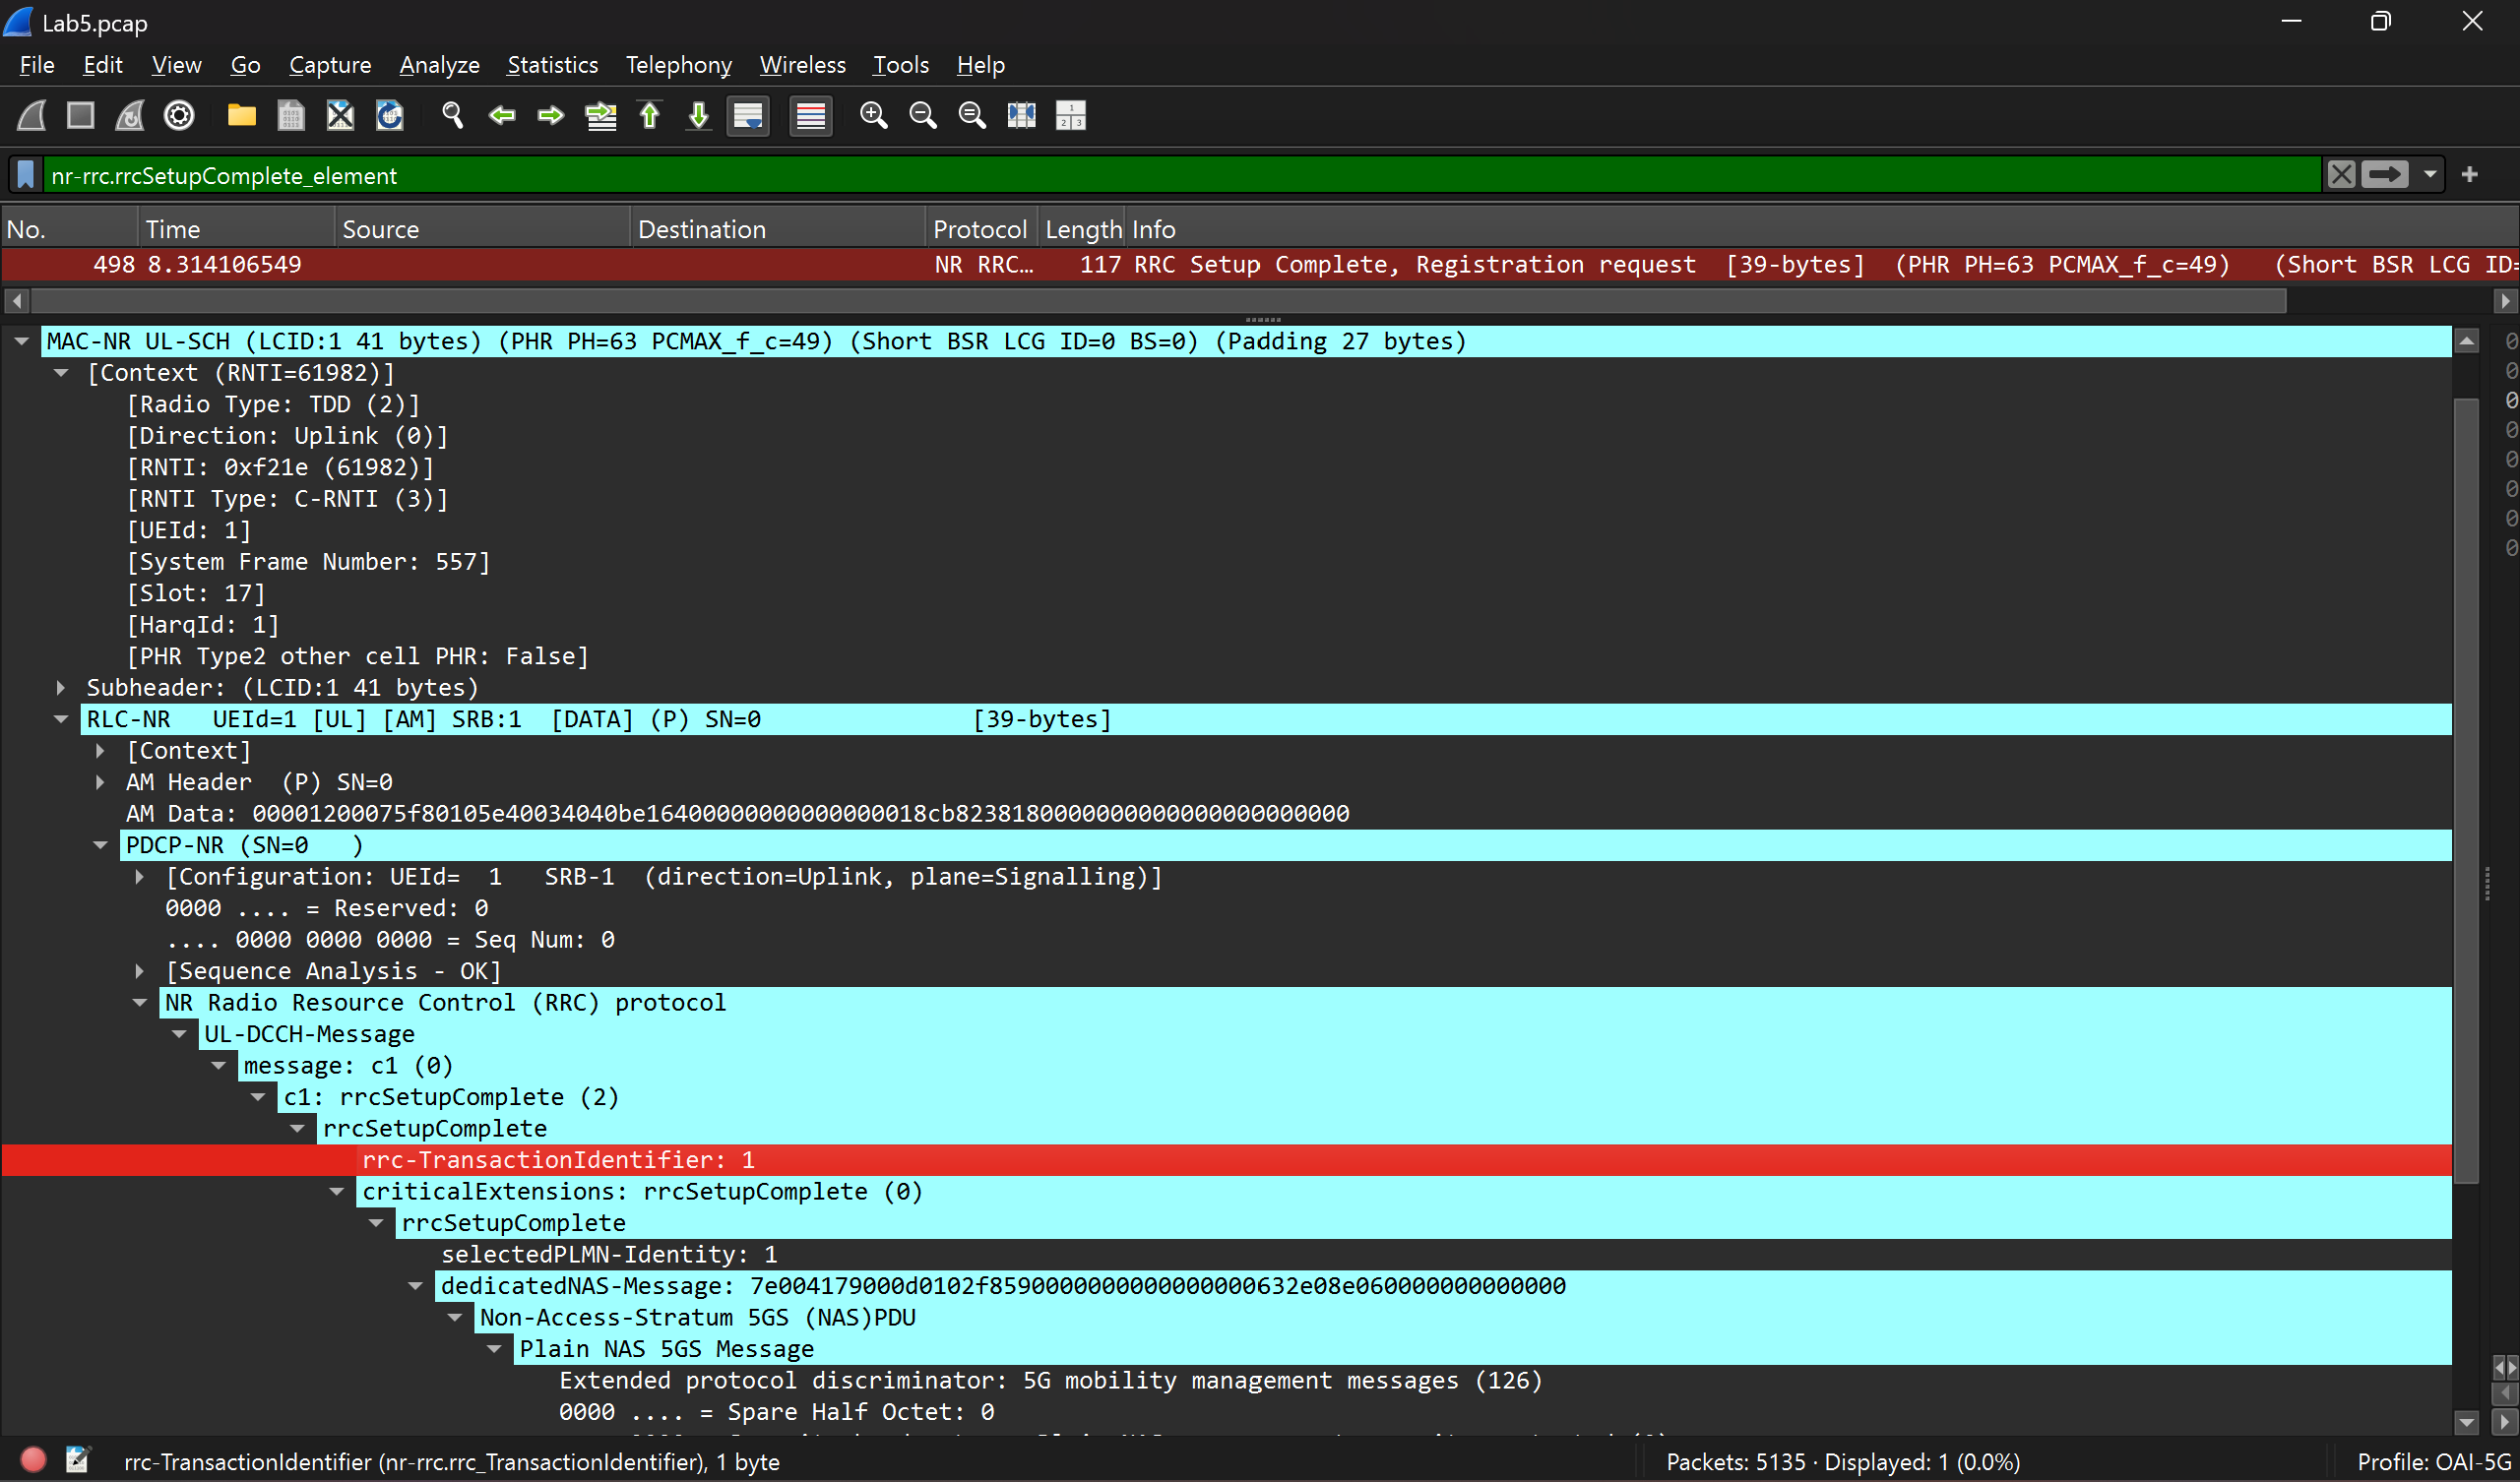 Lab5.pcap
File Edit View Go Capture Analyze Statistics Telephony Wireless Tools Help
nr-rrc.rrcSetupComplete_element
No. Time Source Destination Protocol Length Info
498 8.314106549 NR RRC… 117 RRC Setup Complete, Registration request [39-bytes] (PHR PH=63 PCMAX_f_c=49) (Short BSR LCG ID=
MAC-NR UL-SCH (LCID:1 41 bytes) (PHR PH=63 PCMAX_f_c=49) (Short BSR LCG ID=0 BS=0) (Padding 27 bytes)
[Context (RNTI=61982)]
[Radio Type: TDD (2)]
[Direction: Uplink (0)]
[RNTI: 0xf21e (61982)]
[RNTI Type: C-RNTI (3)]
[UEId: 1]
[System Frame Number: 557]
[Slot: 17]
[HarqId: 1]
[PHR Type2 other cell PHR: False]
Subheader: (LCID:1 41 bytes)
RLC-NR UEId=1 [UL] [AM] SRB:1 [DATA] (P) SN=0 [39-bytes]
[Context]
AM Header (P) SN=0
AM Data: 00001200075f80105e40034040be16400000000000000018cb8238180000000000000000000000
PDCP-NR (SN=0 )
[Configuration: UEId= 1 SRB-1 (direction=Uplink, plane=Signalling)]
0000 .... = Reserved: 0
.... 0000 0000 0000 = Seq Num: 0
[Sequence Analysis - OK]
NR Radio Resource Control (RRC) protocol
UL-DCCH-Message
message: c1 (0)
c1: rrcSetupComplete (2)
rrcSetupComplete
rrc-TransactionIdentifier: 1
criticalExtensions: rrcSetupComplete (0)
rrcSetupComplete
selectedPLMN-Identity: 1
dedicatedNAS-Message: 7e004179000d0102f8590000000000000000632e08e060000000000000
Non-Access-Stratum 5GS (NAS)PDU
Plain NAS 5GS Message
Extended protocol discriminator: 5G mobility management messages (126)
0000 .... = Spare Half Octet: 0
rrc-TransactionIdentifier (nr-rrc.rrc_TransactionIdentifier), 1 byte
Packets: 5135 · Displayed: 1 (0.0%)
Profile: OAI-5G